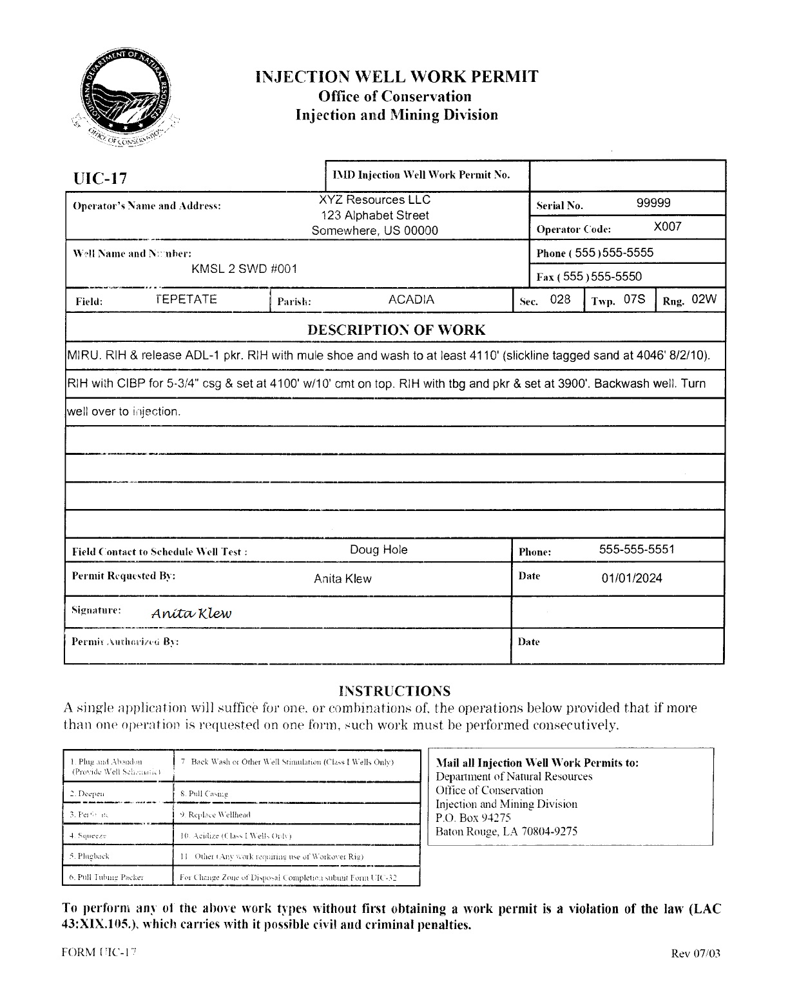 LOUISIANA DEPARTMENT OF NATURAL RESOURCES
OFFICE OF CONSERVATION
INJECTION WELL WORK PERMIT
Office of Conservation
Injection and Mining Division
UIC-17
IMD Injection Well Work Permit No.
Operator's Name and Address:
XYZ Resources LLC
123 Alphabet Street
Somewhere, US 00000
Serial No. 99999
Operator Code: X007
Well Name and Number:
KMSL 2 SWD #001
Phone ( 555 ) 555-5555
Fax ( 555 ) 555-5550
Field: TEPETATE Parish: ACADIA Sec. 028 Twp. 07S Rng. 02W
DESCRIPTION OF WORK
MIRU. RIH & release ADL-1 pkr. RIH with mule shoe and wash to at least 4110' (slickline tagged sand at 4046' 8/2/10).
RIH with CIBP for 5-3/4" csg & set at 4100' w/10' cmt on top. RIH with tbg and pkr & set at 3900'. Backwash well. Turn
well over to injection.
Field Contact to Schedule Well Test : Doug Hole Phone: 555-555-5551
Permit Requested By: Anita Klew Date 01/01/2024
Signature: Anita Klew
Permit Authorized By: Date
INSTRUCTIONS
A single application will suffice for one, or combinations of, the operations below provided that if more
than one operation is requested on one form, such work must be performed consecutively.
1. Plug and Abandon
(Provide Well Schematic)
7. Back Wash or Other Well Stimulation (Class I Wells Only)
2. Deepen 8. Pull Casing
3. 9. Replace Wellhead
4. Squeeze 10. Acidize (Class I Wells Only)
5. Plugback 11. Other (Any work requiring use of Workover Rig)
6. Pull Tubing Packer For Change Zone of Disposal Completion submit Form UIC-32
Mail all Injection Well Work Permits to:
Department of Natural Resources
Office of Conservation
Injection and Mining Division
P.O. Box 94275
Baton Rouge, LA 70804-9275
To perform any of the above work types without first obtaining a work permit is a violation of the law (LAC
43:XIX.105.), which carries with it possible civil and criminal penalties.
FORM UIC-17 Rev 07/03